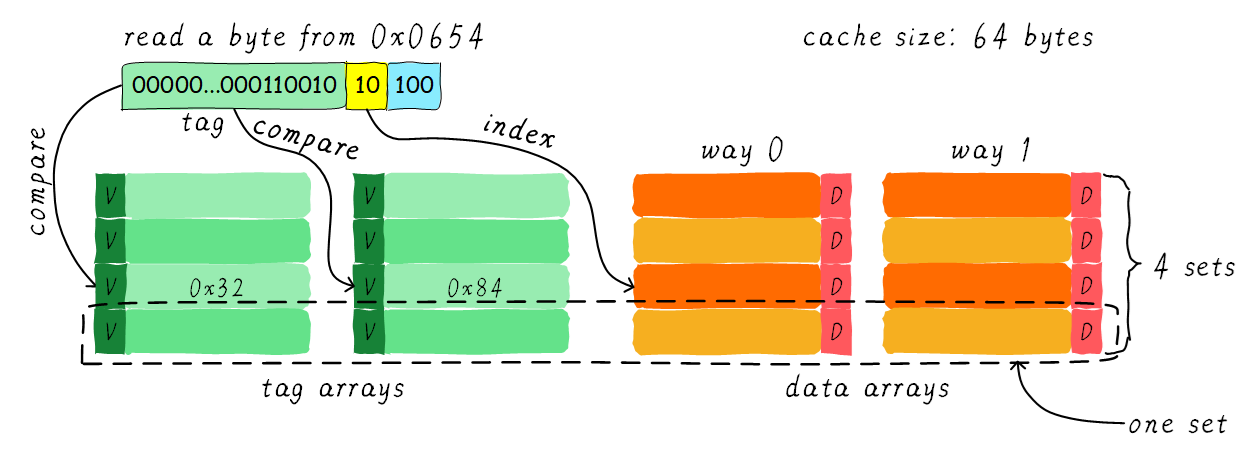 read a byte from 0x0654
cache size: 64 bytes
00000...000110010 10 100
tag
compare
compare
index
way 0
way 1
V
V
D
D
V
V
D
D
V 0x32
V 0x84
D
D
4 sets
V
V
D
D
tag arrays
data arrays
one set